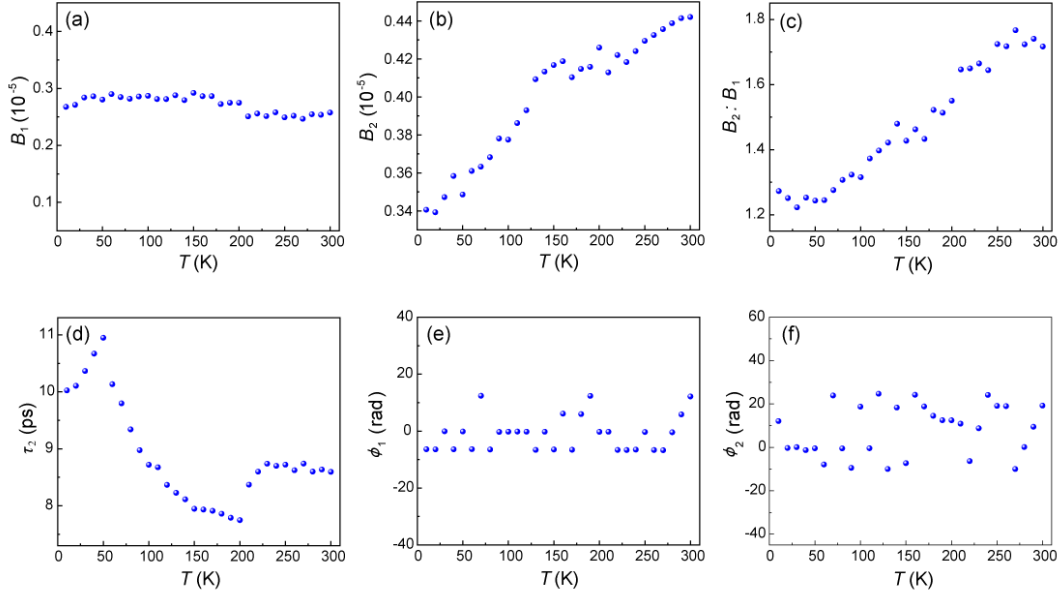 (a)
B₁ (10⁻⁵)
0.4
0.3
0.2
0.1
0 50 100 150 200 250 300
T (K)
(b)
B₂ (10⁻⁵)
0.44
0.42
0.40
0.38
0.36
0.34
0 50 100 150 200 250 300
T (K)
(c)
B₂ : B₁
1.8
1.6
1.4
1.2
0 50 100 150 200 250 300
T (K)
(d)
τ₂ (ps)
11
10
9
8
0 50 100 150 200 250 300
T (K)
(e)
ϕ₁ (rad)
40
20
0
-20
-40
0 50 100 150 200 250 300
T (K)
(f)
ϕ₂ (rad)
60
40
20
0
-20
-40
0 50 100 150 200 250 300
T (K)